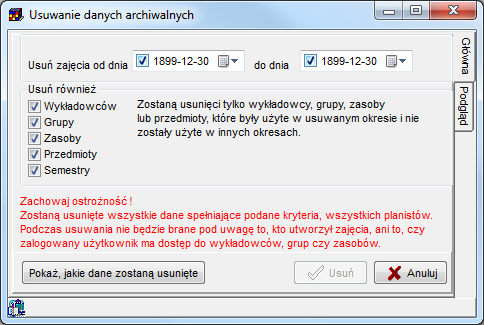 Usuwanie danych archiwalnych
Usuń zajęcia od dnia 1899-12-30 do dnia 1899-12-30
Usuń również
Wykładowców
Grupy
Zasoby
Przedmioty
Semestry
Zostaną usunięci tylko wykładowcy, grupy, zasoby
lub przedmioty, które były użyte w usuwanym okresie i nie
zostały użyte w innych okresach.
Zachowaj ostrożność !
Zostaną usunięte wszystkie dane spełniające podane kryteria, wszystkich planistów.
Podczas usuwania nie będzie brane pod uwagę to, kto utworzył zajęcia, ani to, czy
zalogowany użytkownik ma dostęp do wykładowców, grup czy zasobów.
Pokaż, jakie dane zostaną usunięte
Usuń
Anuluj
Główna
Podgląd